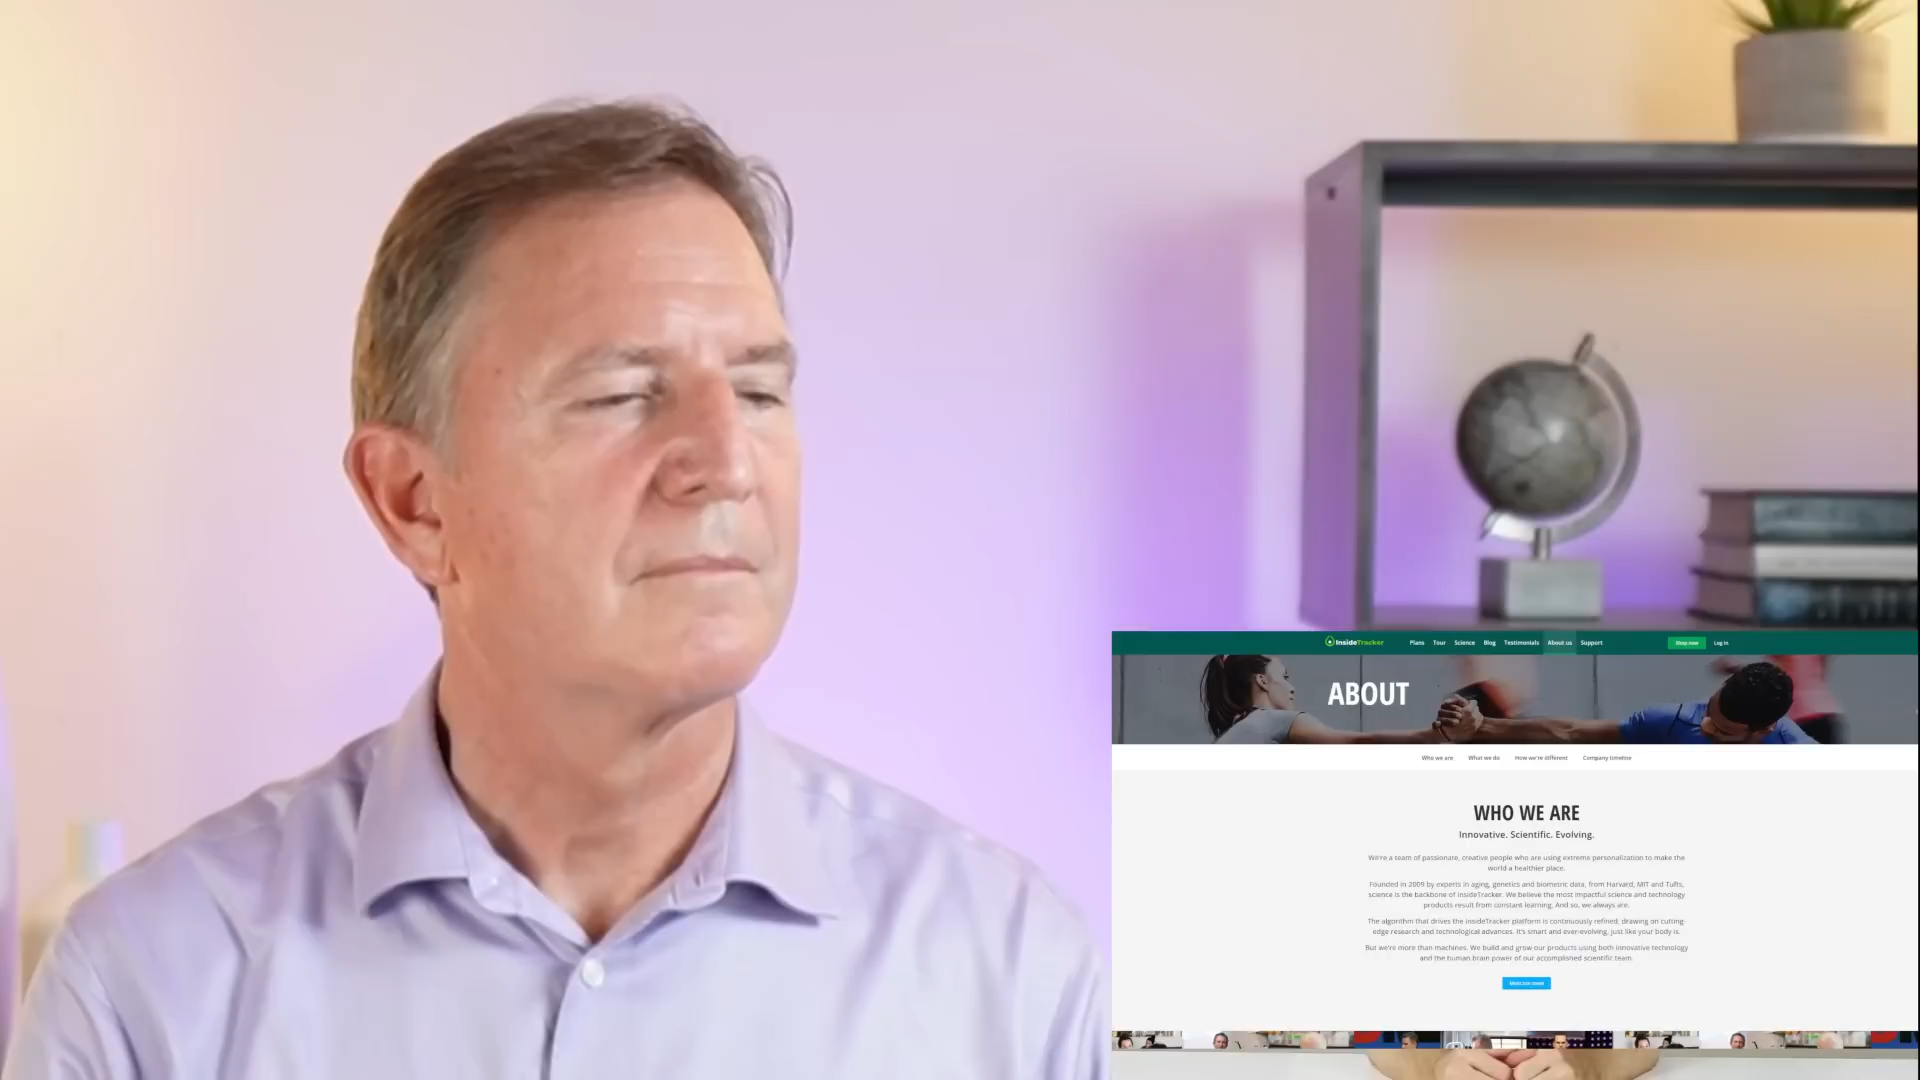 InsideTracker Plans Tour Science Blog Testimonials About us Support Shop now Log in
ABOUT
Who we are What we do How we're different Company timeline
WHO WE ARE
Innovative. Scientific. Evolving.
We're a team of passionate, creative people who are using extreme personalization to make the
world a healthier place.
Founded in 2009 by experts in aging, genetics and biometric data, from Harvard, MIT and Tufts,
science is the backbone of InsideTracker. We believe the most impactful science and technology
products result from constant learning. And so, we always are.
The algorithm that drives the InsideTracker platform is continuously refined, drawing on cutting-
edge research and technological advances. It's smart and ever-evolving, just like your body is.
But we're more than machines. We build and grow our products using both innovative technology
and the human brain power of our accomplished scientific team.
Meet our team